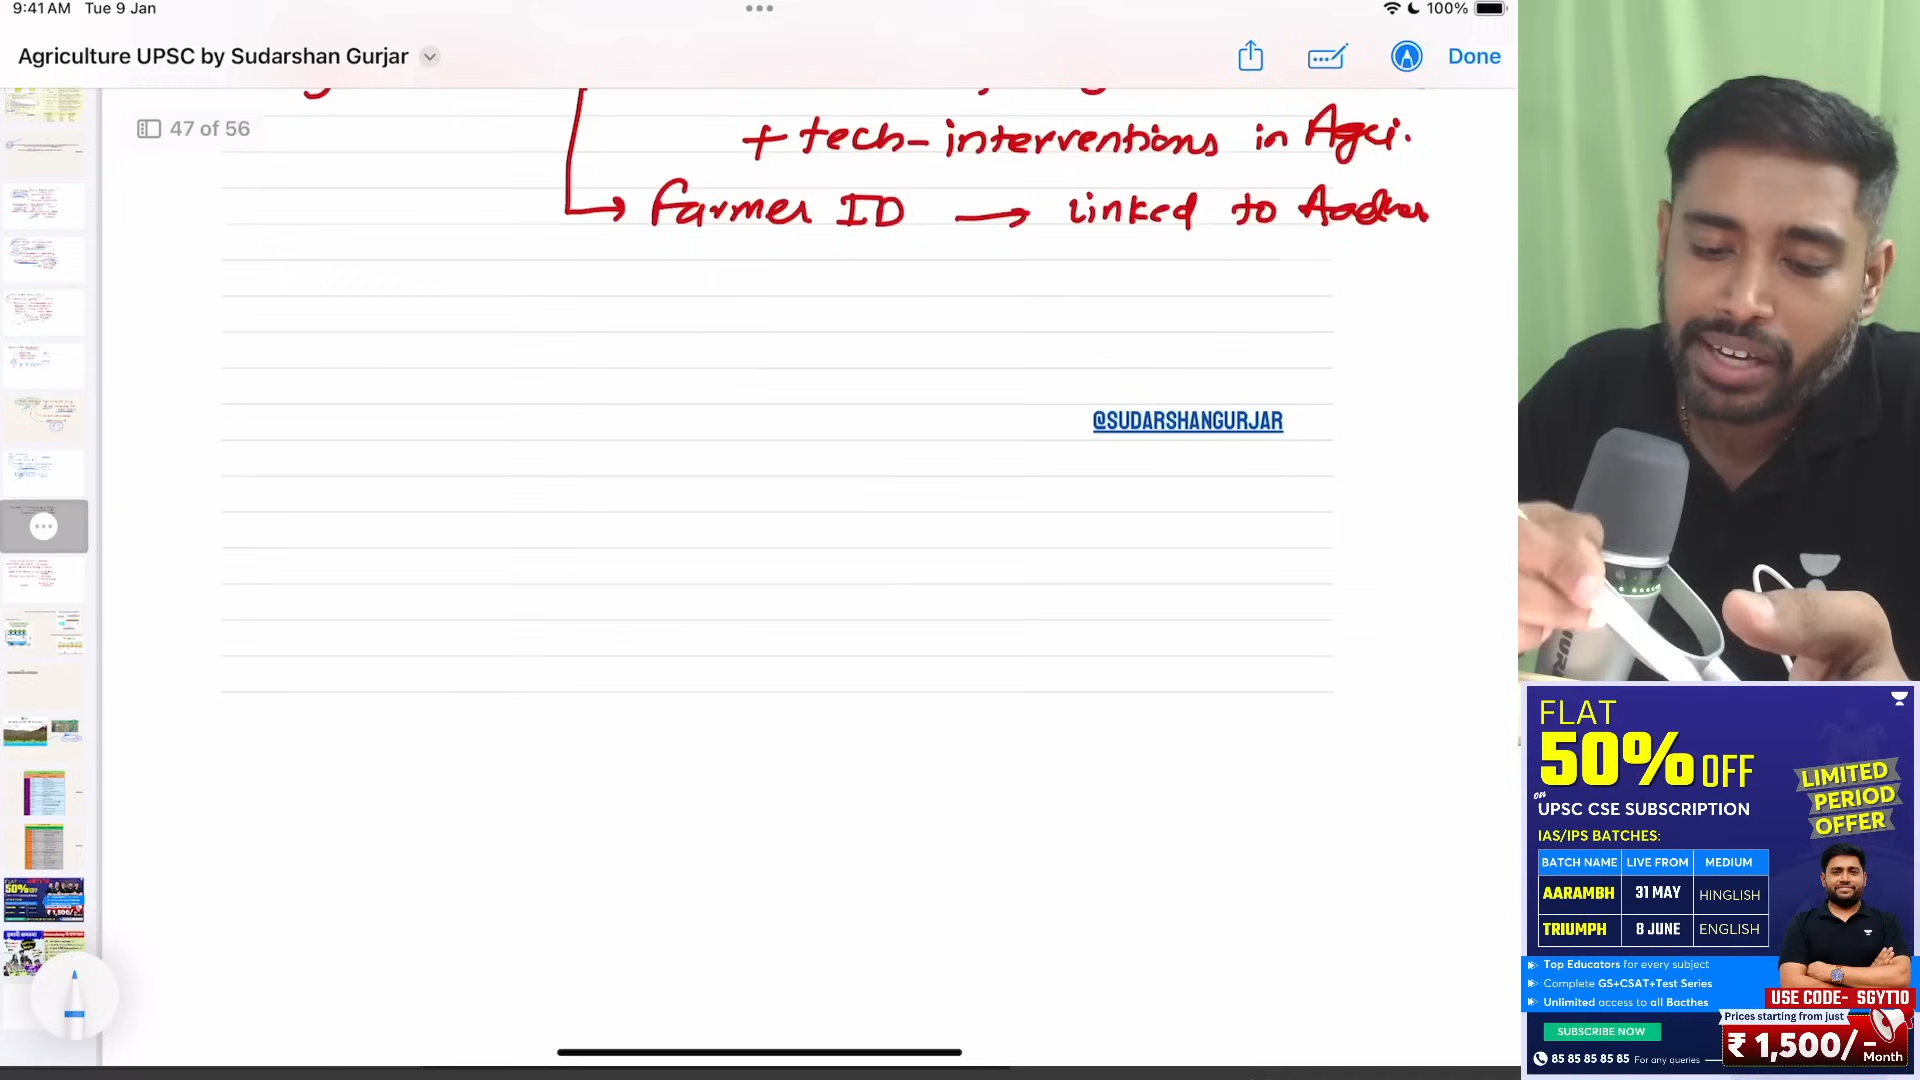 9:41 AM Tue 9 Jan
100%
Agriculture UPSC by Sudarshan Gurjar
Done
47 of 56
+ tech-interventions in Agri.
Farmer ID → linked to Aadhar
@SUDARSHANGURJAR
FLAT
50% OFF
on
UPSC CSE SUBSCRIPTION
LIMITED
PERIOD
OFFER
IAS/IPS BATCHES:
BATCH NAME LIVE FROM MEDIUM
AARAMBH 31 MAY HINGLISH
TRIUMPH 8 JUNE ENGLISH
Top Educators for every subject
Complete GS+CSAT+Test Series
Unlimited access to all Bacthes
USE CODE- SGYT10
SUBSCRIBE NOW
Prices starting from just
₹ 1,500/- Month
85 85 85 85 85 For any queries